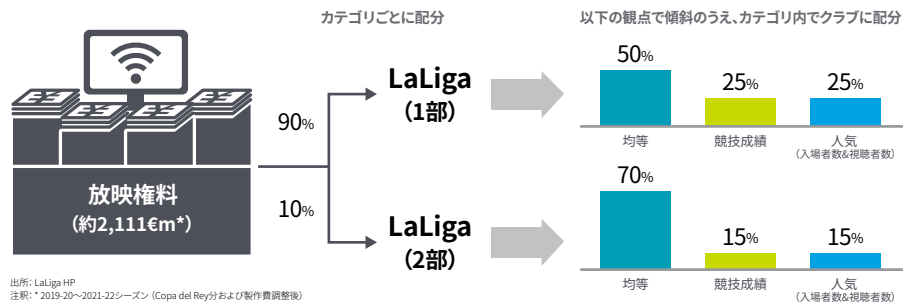 カテゴリごとに配分
以下の観点で傾斜のうえ、カテゴリ内でクラブに配分
放映権料
（約2,111€m*）
90%
10%
LaLiga
（1部）
50%
25%
25%
均等
競技成績
人気
（入場者数&視聴者数）
LaLiga
（2部）
70%
15%
15%
均等
競技成績
人気
（入場者数&視聴者数）
出所： LaLiga HP
注釈： * 2019-20～2021-22シーズン （Copa del Rey分および製作費調整後）